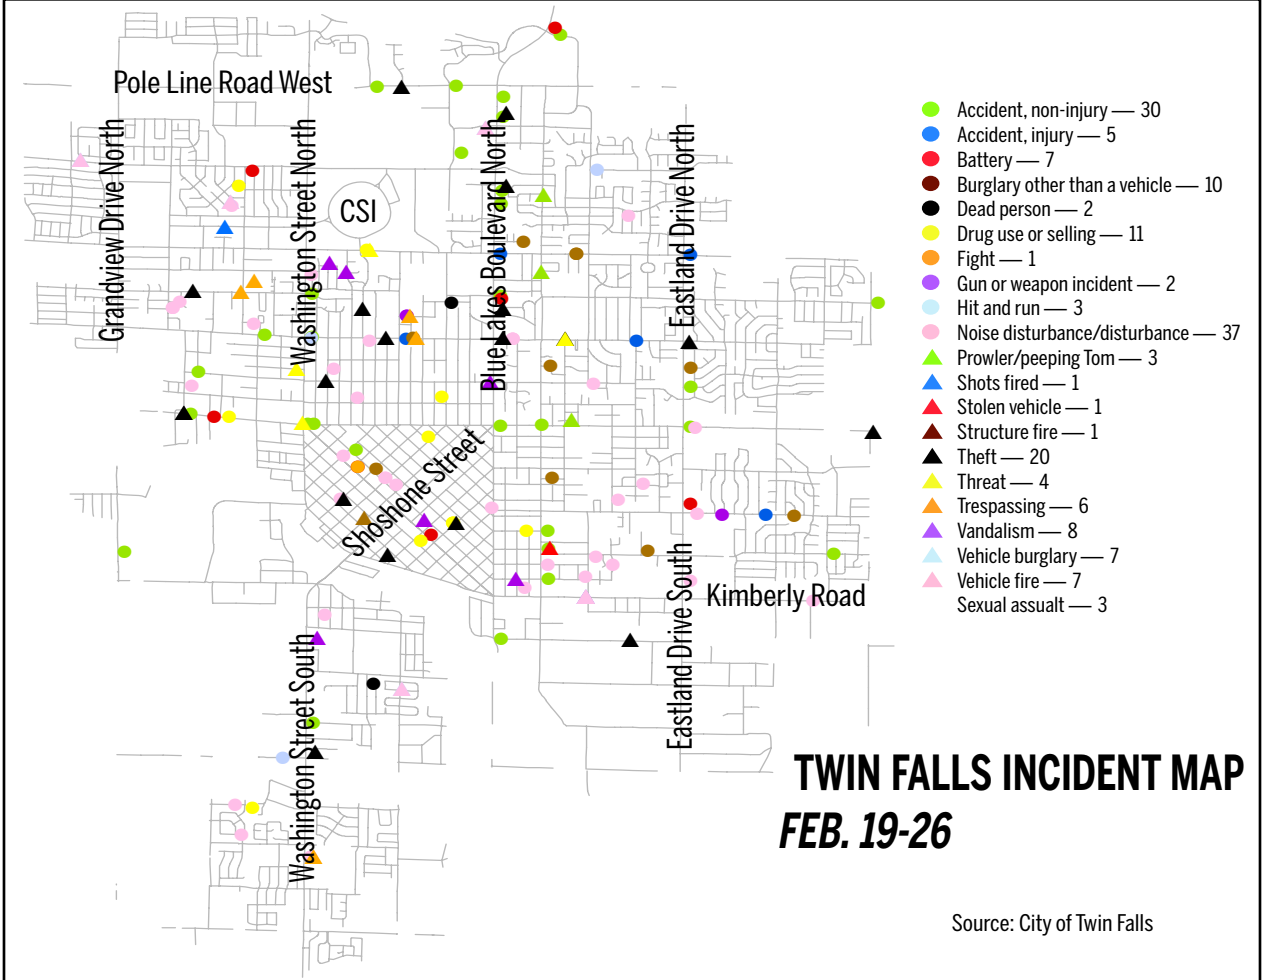 Pole Line Road West
Grandview Drive North
Washington Street North
CSI
Blue Lakes Boulevard North
Eastland Drive North
Shoshone Street
Kimberly Road
Eastland Drive South
Washington Street South
Accident, non-injury — 30
Accident, injury — 5
Battery — 7
Burglary other than a vehicle — 10
Dead person — 2
Drug use or selling — 11
Fight — 1
Gun or weapon incident — 2
Hit and run — 3
Noise disturbance/disturbance — 37
Prowler/peeping Tom — 3
Shots fired — 1
Stolen vehicle — 1
Structure fire — 1
Theft — 20
Threat — 4
Trespassing — 6
Vandalism — 8
Vehicle burglary — 7
Vehicle fire — 7
Sexual assualt — 3
TWIN FALLS INCIDENT MAP
FEB. 19-26
Source: City of Twin Falls